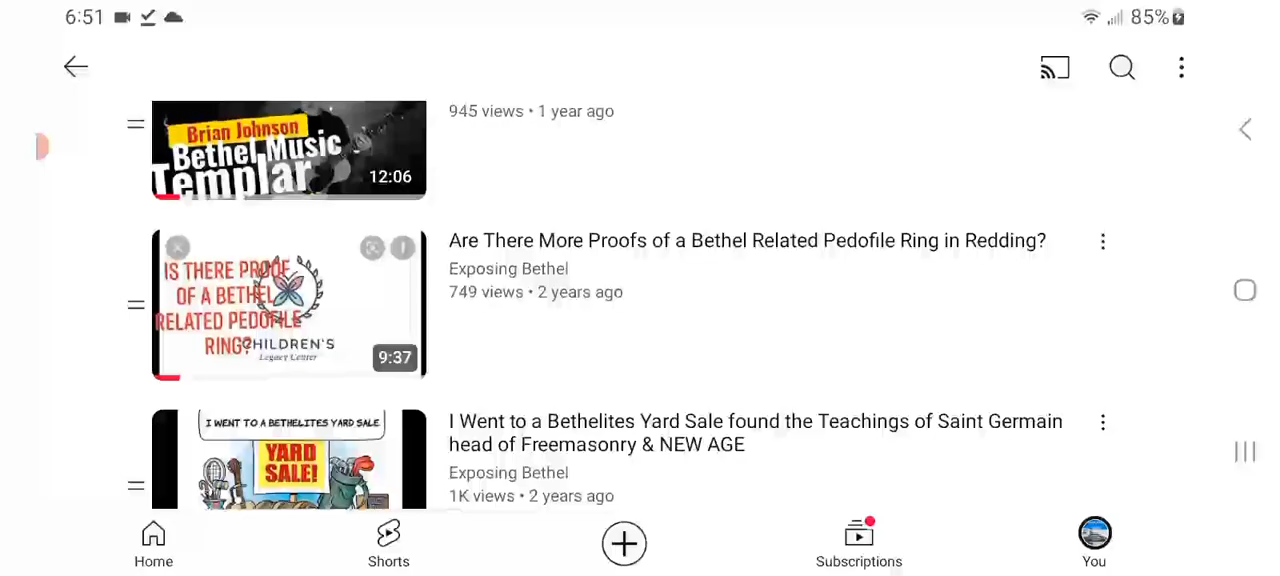 6:51
85%
945 views • 1 year ago
Brian Johnson
Bethel Music
Templar
12:06
Are There More Proofs of a Bethel Related Pedofile Ring in Redding?
Exposing Bethel
749 views • 2 years ago
IS THERE PROOF
OF A BETHEL
RELATED PEDOFILE
RING?
CHILDREN'S
Legacy Center
9:37
I WENT TO A BETHELITES YARD SALE
YARD
SALE!
I Went to a Bethelites Yard Sale found the Teachings of Saint Germain
head of Freemasonry & NEW AGE
Exposing Bethel
1K views • 2 years ago
Home
Shorts
Subscriptions
You